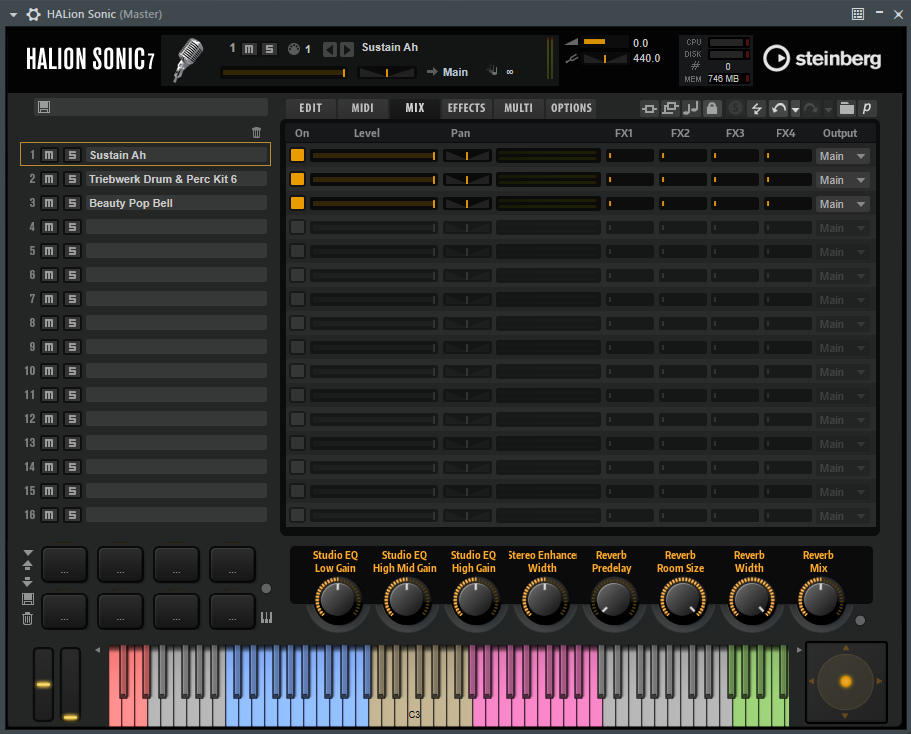 HALion Sonic (Master)
HALION SONIC 7
1 m S 1 Sustain Ah
Main ∞
0.0
440.0
CPU
DISK
# 0
MEM 746 MB
steinberg
EDIT MIDI MIX EFFECTS MULTI OPTIONS
S p
On Level Pan FX1 FX2 FX3 FX4 Output
1 m S Sustain Ah Main
2 m S Triebwerk Drum & Perc Kit 6 Main
3 m S Beauty Pop Bell Main
4 m S Main
5 m S Main
6 m S Main
7 m S Main
8 m S Main
9 m S Main
10 m S Main
11 m S Main
12 m S Main
13 m S Main
14 m S Main
15 m S Main
16 m S Main
... ... ... ...
... ... ... ...
Studio EQ Studio EQ Studio EQ Stereo Enhance Reverb Reverb Reverb Reverb
Low Gain High Mid Gain High Gain Width Predelay Room Size Width Mix
C3